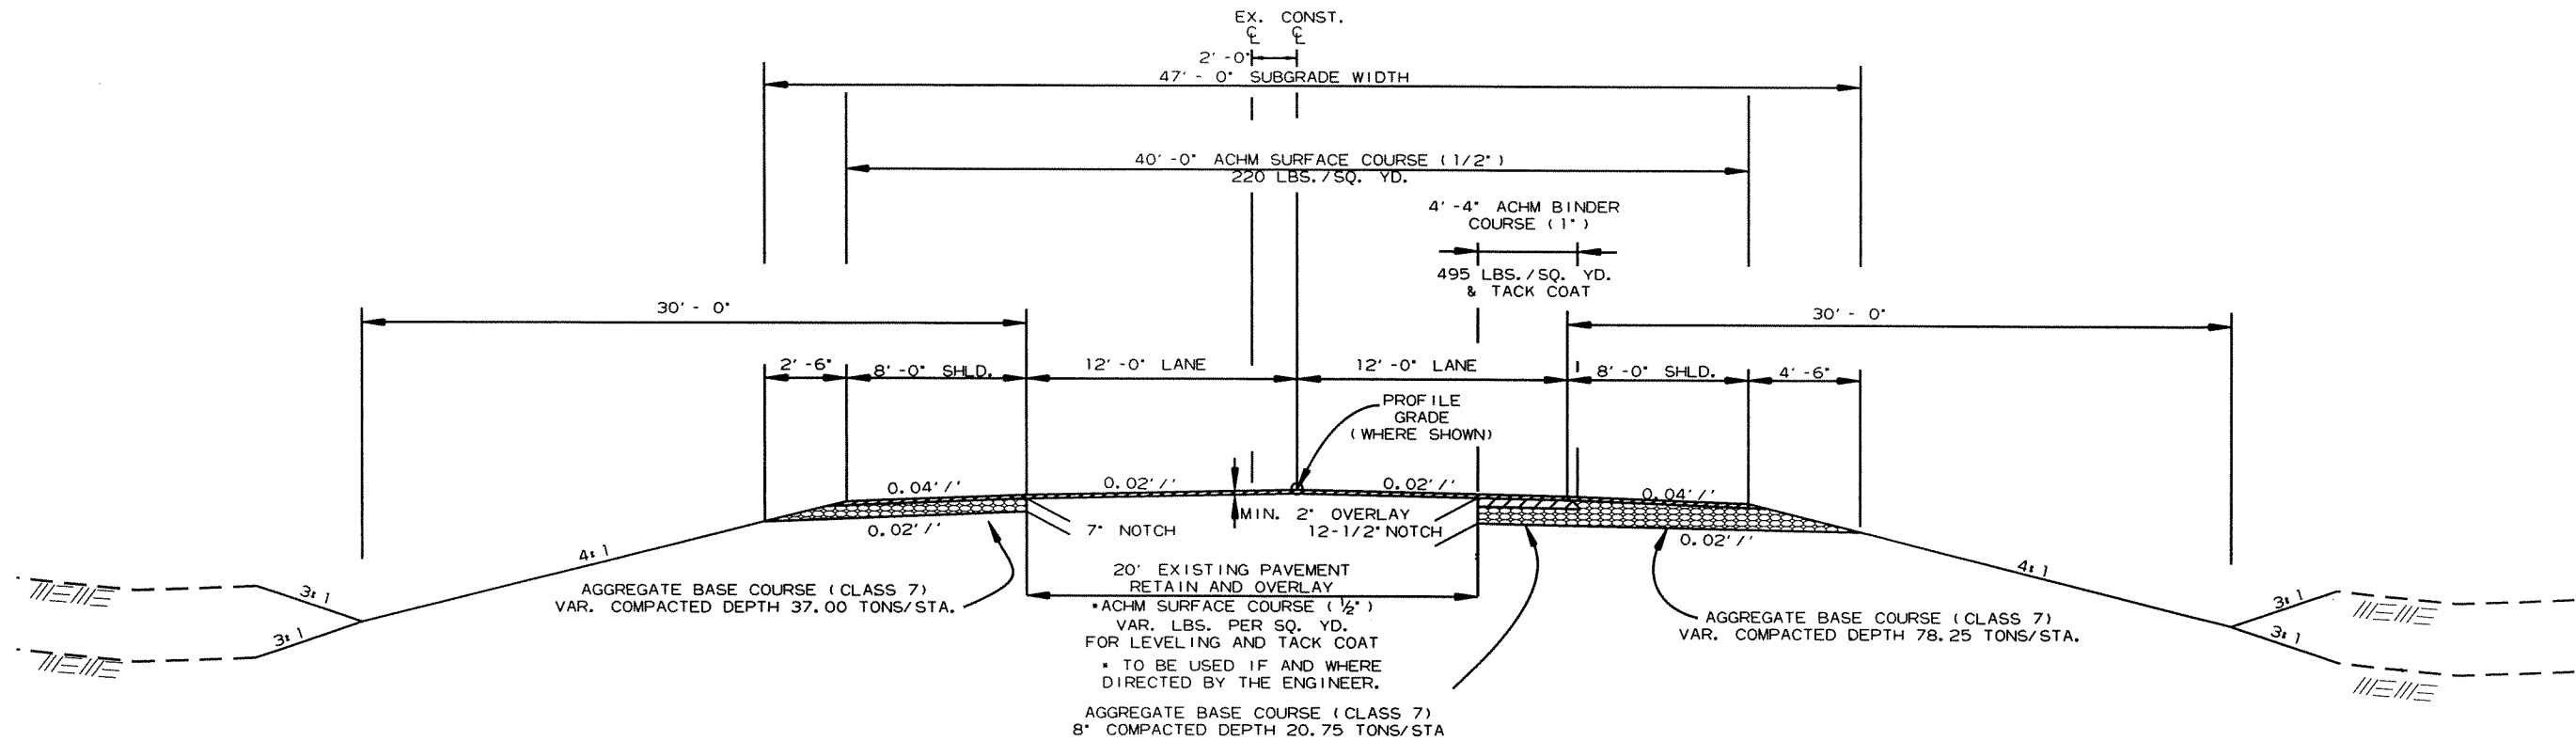 EX. CONST.
℄ ℄
2'-0"
47' - 0" SUBGRADE WIDTH
40'-0" ACHM SURFACE COURSE (1/2")
220 LBS./SQ. YD.
4'-4" ACHM BINDER
COURSE (1")
495 LBS./SQ. YD.
& TACK COAT
30' - 0"
30' - 0"
2'-6"
8'-0" SHLD.
12'-0" LANE
12'-0" LANE
8'-0" SHLD.
4'-6"
PROFILE
GRADE
(WHERE SHOWN)
0.04'/'
0.02'/'
0.02'/'
0.04'/'
0.02'/'
7" NOTCH
MIN. 2" OVERLAY
12-1/2" NOTCH
0.02'/'
4:1
4:1
3:1
3:1
3:1
3:1
20' EXISTING PAVEMENT
RETAIN AND OVERLAY
*ACHM SURFACE COURSE (½")
VAR. LBS. PER SQ. YD.
FOR LEVELING AND TACK COAT
* TO BE USED IF AND WHERE
DIRECTED BY THE ENGINEER.
AGGREGATE BASE COURSE (CLASS 7)
VAR. COMPACTED DEPTH 37.00 TONS/STA.
AGGREGATE BASE COURSE (CLASS 7)
VAR. COMPACTED DEPTH 78.25 TONS/STA.
AGGREGATE BASE COURSE (CLASS 7)
8" COMPACTED DEPTH 20.75 TONS/STA